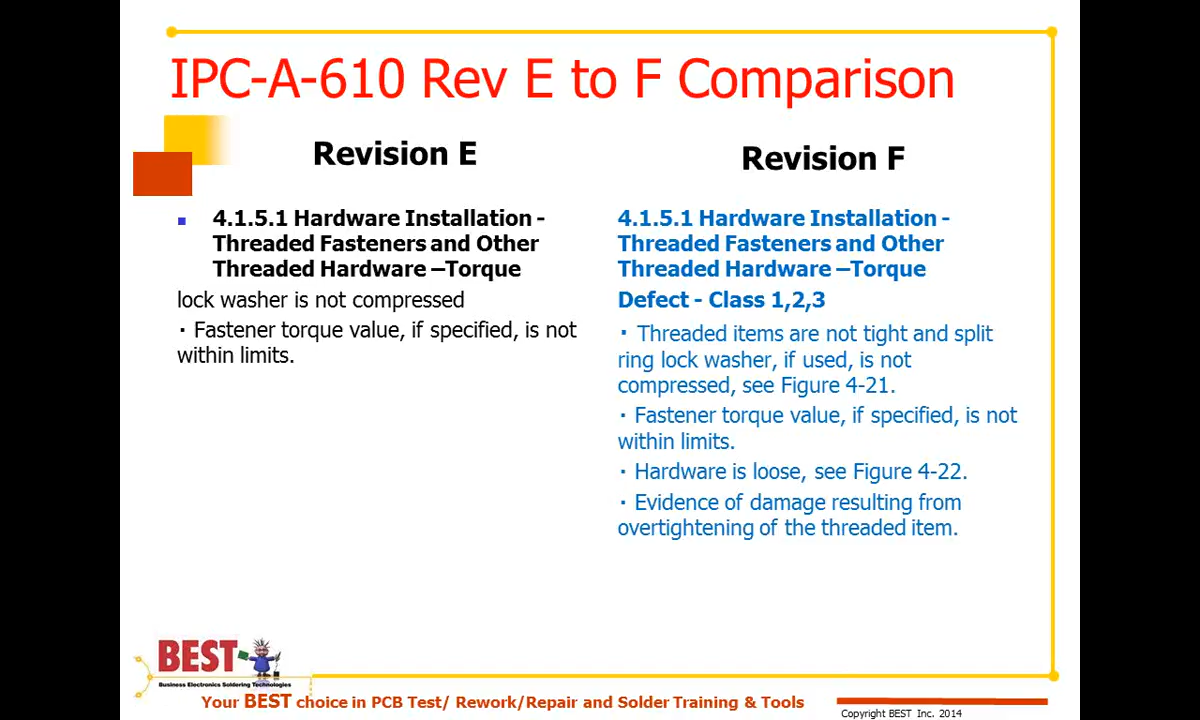 IPC-A-610 Rev E to F Comparison
Revision E
▪ 4.1.5.1 Hardware Installation -
Threaded Fasteners and Other
Threaded Hardware –Torque
lock washer is not compressed
· Fastener torque value, if specified, is not
within limits.
Revision F
4.1.5.1 Hardware Installation -
Threaded Fasteners and Other
Threaded Hardware –Torque
Defect - Class 1,2,3
· Threaded items are not tight and split
ring lock washer, if used, is not
compressed, see Figure 4-21.
· Fastener torque value, if specified, is not
within limits.
· Hardware is loose, see Figure 4-22.
· Evidence of damage resulting from
overtightening of the threaded item.
BEST
Business Electronics Soldering Technologies
Your BEST choice in PCB Test/ Rework/Repair and Solder Training & Tools
Copyright BEST Inc. 2014